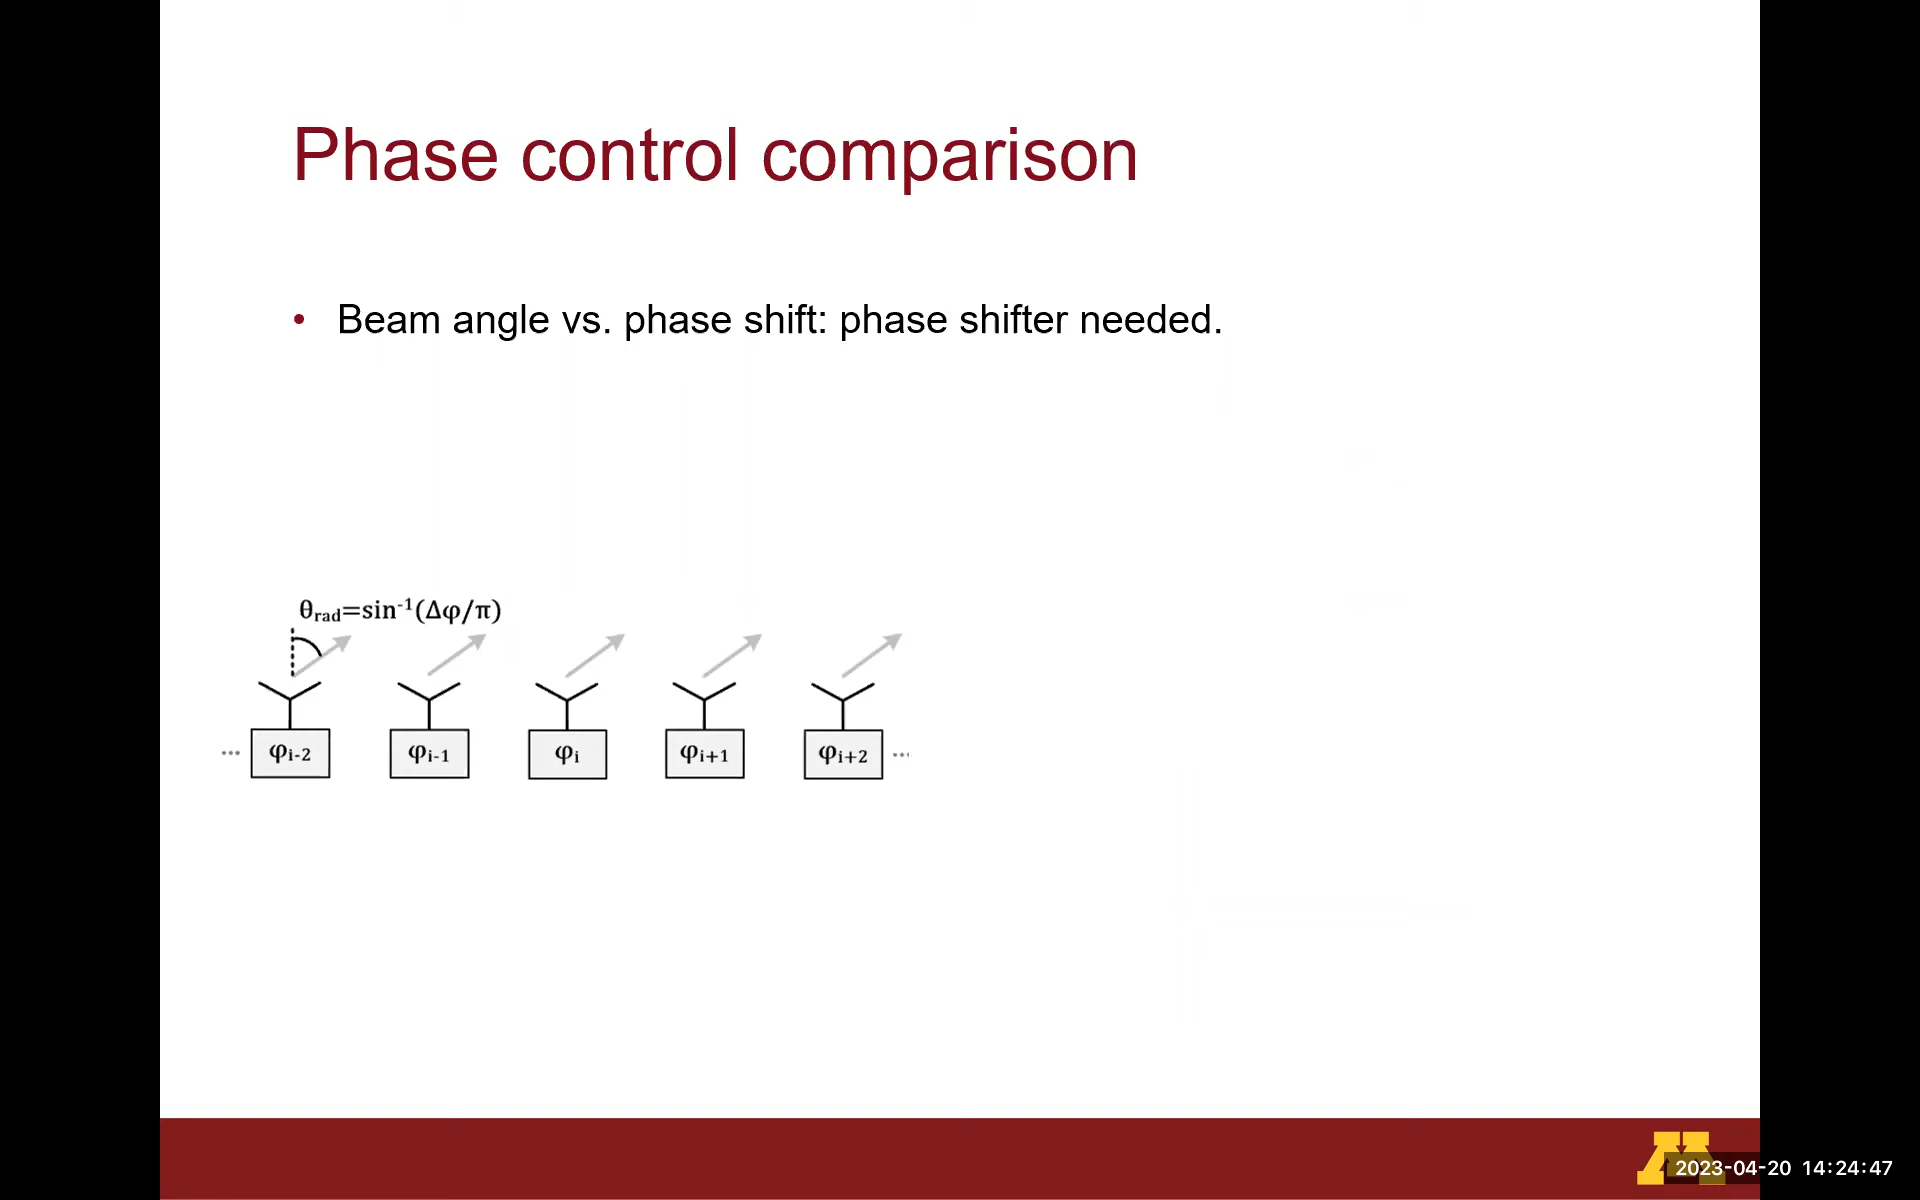 Phase control comparison
• Beam angle vs. phase shift: phase shifter needed.
θrad=sin⁻¹(Δφ/π)
... φi-2 φi-1 φi φi+1 φi+2 ...
2023-04-20 14:24:47